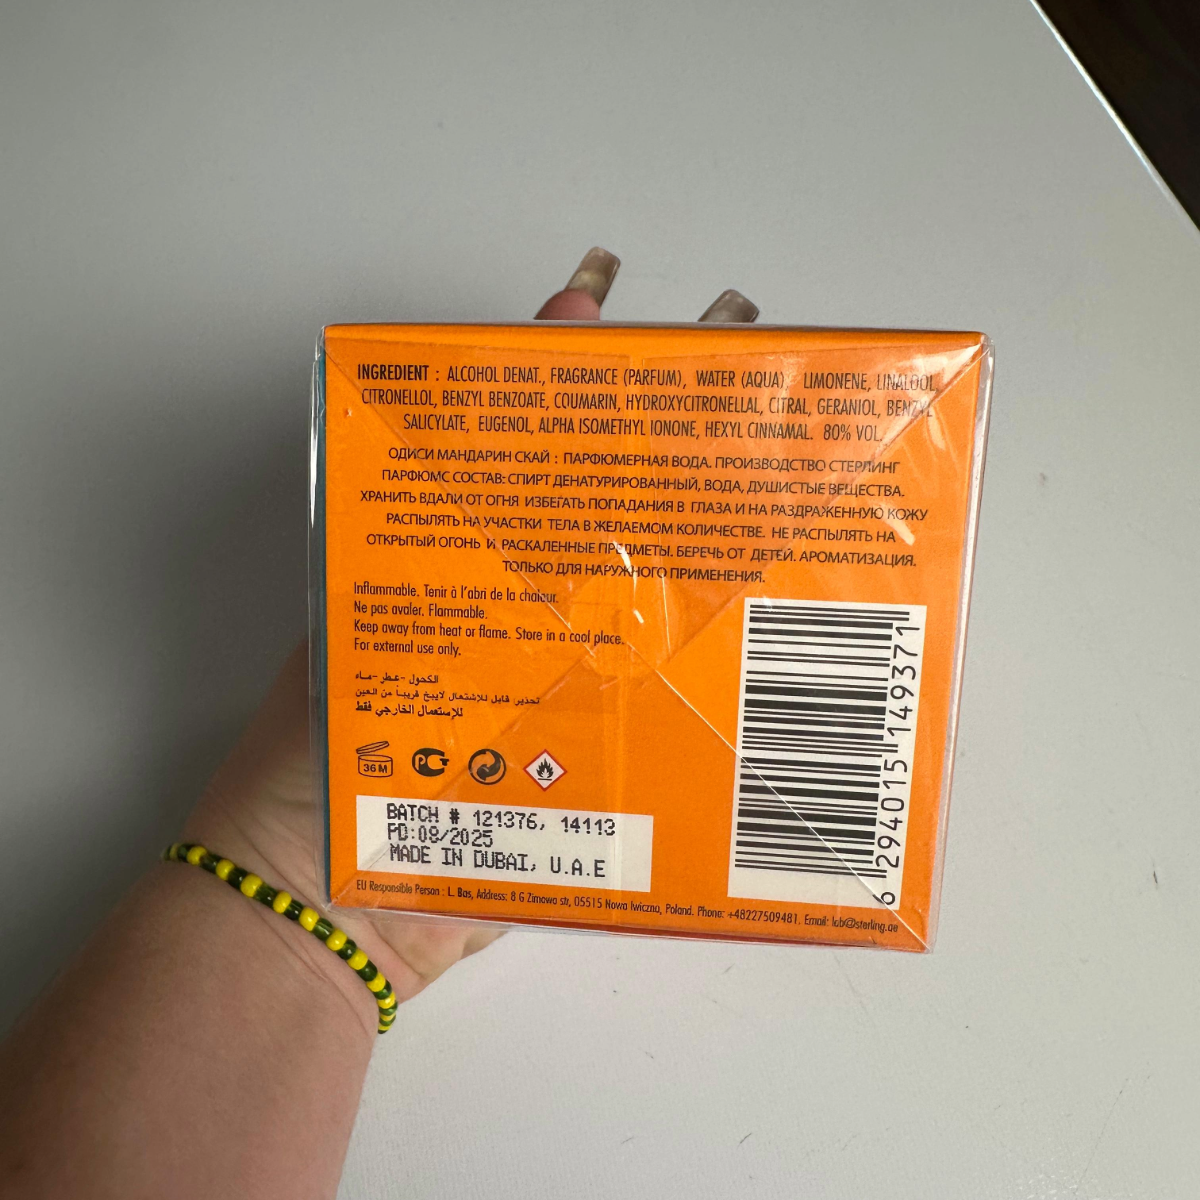 INGREDIENT : ALCOHOL DENAT., FRAGRANCE (PARFUM), WATER (AQUA), LIMONENE, LINALOOL,
CITRONELLOL, BENZYL BENZOATE, COUMARIN, HYDROXYCITRONELLAL, CITRAL, GERANIOL, BENZYL
SALICYLATE, EUGENOL, ALPHA ISOMETHYL IONONE, HEXYL CINNAMAL. 80% VOL.
ОДИСИ МАНДАРИН СКАЙ : ПАРФЮМЕРНАЯ ВОДА. ПРОИЗВОДСТВО СТЕРЛИНГ
ПАРФЮМС СОСТАВ: СПИРТ ДЕНАТУРИРОВАННЫЙ, ВОДА, ДУШИСТЫЕ ВЕЩЕСТВА.
ХРАНИТЬ ВДАЛИ ОТ ОГНЯ ИЗБЕГАТЬ ПОПАДАНИЯ В ГЛАЗА И НА РАЗДРАЖЕННУЮ КОЖУ
РАСПЫЛЯТЬ НА УЧАСТКИ ТЕЛА В ЖЕЛАЕМОМ КОЛИЧЕСТВЕ. НЕ РАСПЫЛЯТЬ НА
ОТКРЫТЫЙ ОГОНЬ И РАСКАЛЕННЫЕ ПРЕДМЕТЫ. БЕРЕЧЬ ОТ ДЕТЕЙ. АРОМАТИЗАЦИЯ.
ТОЛЬКО ДЛЯ НАРУЖНОГО ПРИМЕНЕНИЯ.
Inflammable. Tenir à l'abri de la chaleur.
Ne pas avaler. Flammable.
Keep away from heat or flame. Store in a cool place.
For external use only.
الكحول -عطر-ماء
تحذير: قابل للاشتعال لايبخ قريباً من العين
للإستعمال الخارجي فقط
36 M
PG
BATCH # 121376, 14113
PD:08/2025
MADE IN DUBAI, U.A.E
6294015149371
EU Responsible Person : L. Bas, Address: 8 G Zimowa str, 05515 Nowa Iwiczna, Poland. Phone: +48227509481. Email: lab@sterling.ae